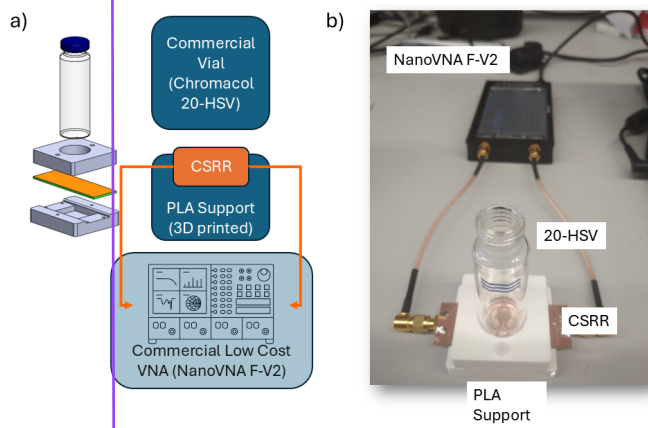 a)
Commercial
Vial
(Chromacol
20-HSV)
CSRR
PLA Support
(3D printed)
Commercial Low Cost
VNA (NanoVNA F-V2)
b)
NanoVNA F-V2
20-HSV
CSRR
PLA
Support